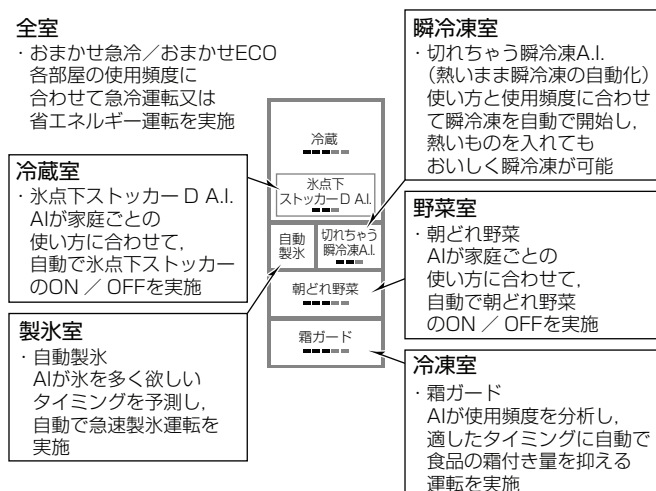 全室
・おまかせ急冷／おまかせECO
各部屋の使用頻度に
合わせて急冷運転又は
省エネルギー運転を実施
冷蔵室
・氷点下ストッカー D A.I.
AIが家庭ごとの
使い方に合わせて，
自動で氷点下ストッカー
のON ／ OFFを実施
製氷室
・自動製氷
AIが氷を多く欲しい
タイミングを予測し，
自動で急速製氷運転を
実施
冷蔵
氷点下
ストッカーD A.I.
自動
製氷
切れちゃう
瞬冷凍A.I.
朝どれ野菜
霜ガード
瞬冷凍室
・切れちゃう瞬冷凍A.I.
（熱いまま瞬冷凍の自動化）
使い方と使用頻度に合わせ
て瞬冷凍を自動で開始し，
熱いものを入れても
おいしく瞬冷凍が可能
野菜室
・朝どれ野菜
AIが家庭ごとの
使い方に合わせて，
自動で朝どれ野菜
のON ／ OFFを実施
冷凍室
・霜ガード
AIが使用頻度を分析し，
適したタイミングに自動で
食品の霜付き量を抑える
運転を実施